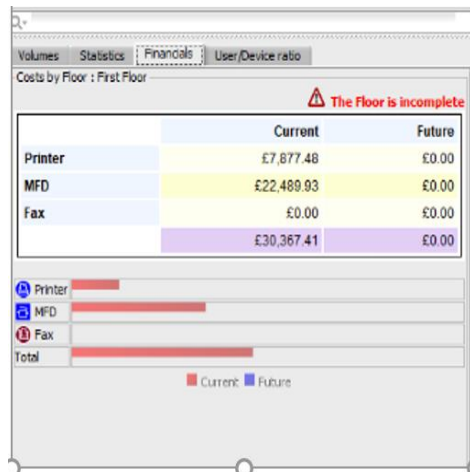 Volumes Statistics Financials User/Device ratio
Costs by Floor : First Floor
The Floor is incomplete
Current Future
Printer £7,877.48 £0.00
MFD £22,489.93 £0.00
Fax £0.00 £0.00
£30,367.41 £0.00
Printer
MFD
Fax
Total
Current Future